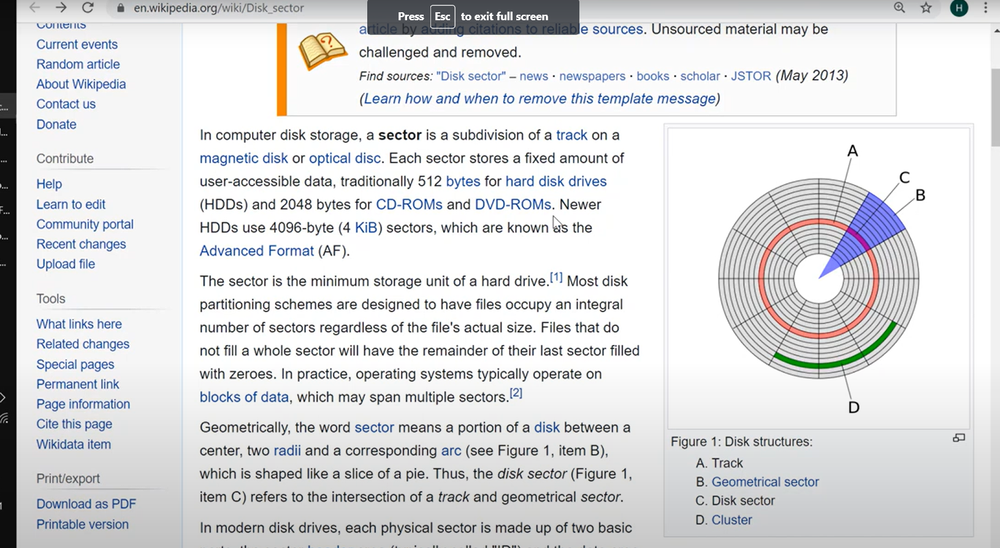 en.wikipedia.org/wiki/Disk_sector
Press Esc to exit full screen
H
Contents
Current events
Random article
About Wikipedia
Contact us
Donate
Contribute
Help
Learn to edit
Community portal
Recent changes
Upload file
Tools
What links here
Related changes
Special pages
Permanent link
Page information
Cite this page
Wikidata item
Print/export
Download as PDF
Printable version
article by adding citations to reliable sources. Unsourced material may be
challenged and removed.
Find sources: "Disk sector" – news · newspapers · books · scholar · JSTOR (May 2013)
(Learn how and when to remove this template message)
In computer disk storage, a sector is a subdivision of a track on a
magnetic disk or optical disc. Each sector stores a fixed amount of
user-accessible data, traditionally 512 bytes for hard disk drives
(HDDs) and 2048 bytes for CD-ROMs and DVD-ROMs. Newer
HDDs use 4096-byte (4 KiB) sectors, which are known as the
Advanced Format (AF).
The sector is the minimum storage unit of a hard drive.[1] Most disk
partitioning schemes are designed to have files occupy an integral
number of sectors regardless of the file's actual size. Files that do
not fill a whole sector will have the remainder of their last sector filled
with zeroes. In practice, operating systems typically operate on
blocks of data, which may span multiple sectors.[2]
Geometrically, the word sector means a portion of a disk between a
center, two radii and a corresponding arc (see Figure 1, item B),
which is shaped like a slice of a pie. Thus, the disk sector (Figure 1,
item C) refers to the intersection of a track and geometrical sector.
In modern disk drives, each physical sector is made up of two basic
A
C
B
D
Figure 1: Disk structures:
A. Track
B. Geometrical sector
C. Disk sector
D. Cluster